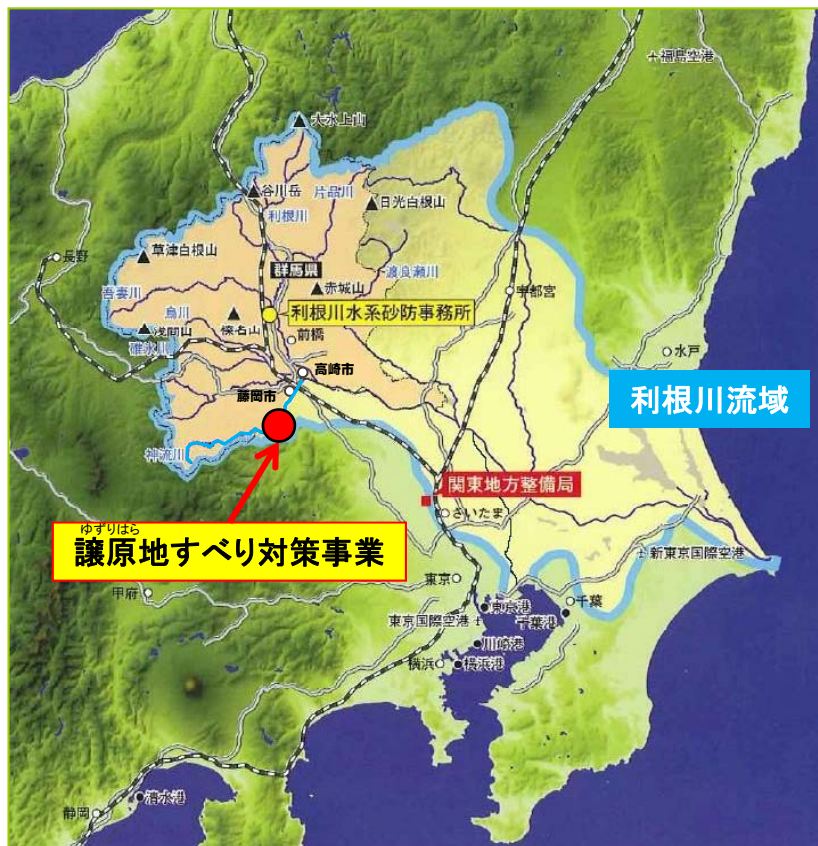 福島空港
大水上山
谷川岳
片品川
日光白根山
利根川
長野
草津白根山
群馬県
渡良瀬川
赤城山
吾妻川
宇都宮
烏川
榛名山
利根川水系砂防事務所
浅間山
前橋
碓氷川
水戸
高崎市
藤岡市
利根川流域
神流川
関東地方整備局
さいたま
ゆずりはら
譲原地すべり対策事業
新東京国際空港
東京
甲府
千葉
東京港
東京国際空港
千葉港
川崎港
横浜
横浜港
清水港
静岡